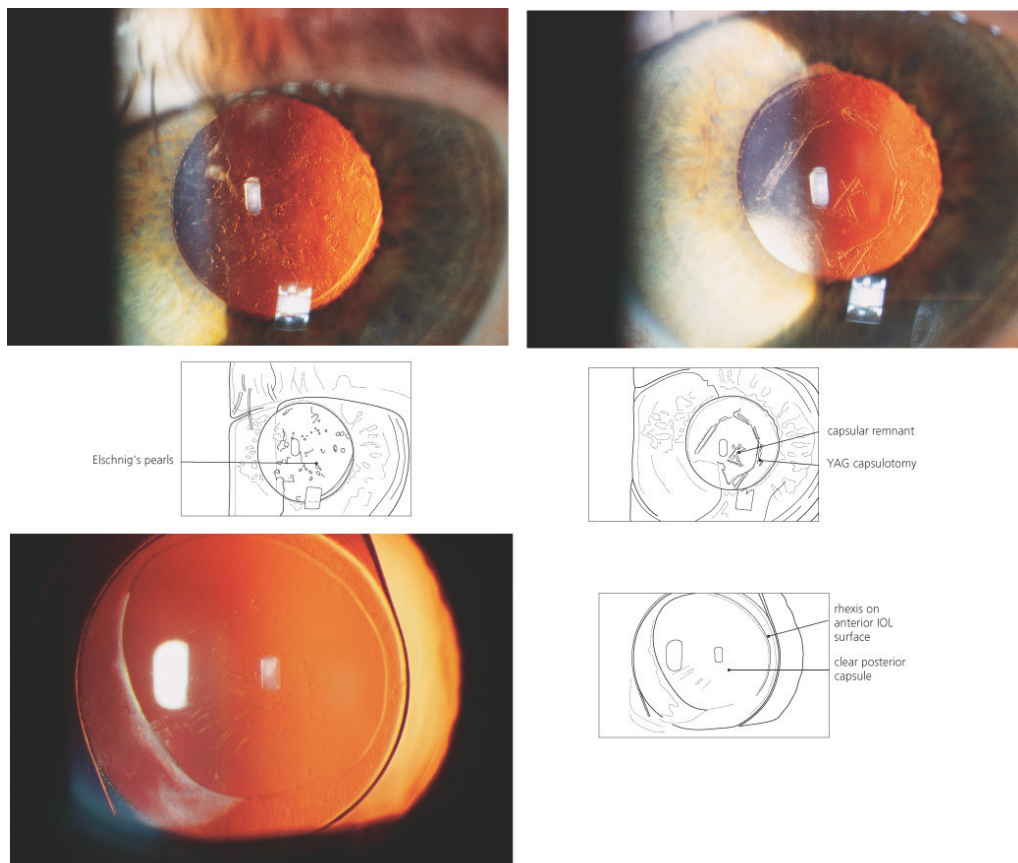 Elschnig's pearls
capsular remnant
YAG capsulotomy
rhexis on
anterior IOL
surface
clear posterior
capsule